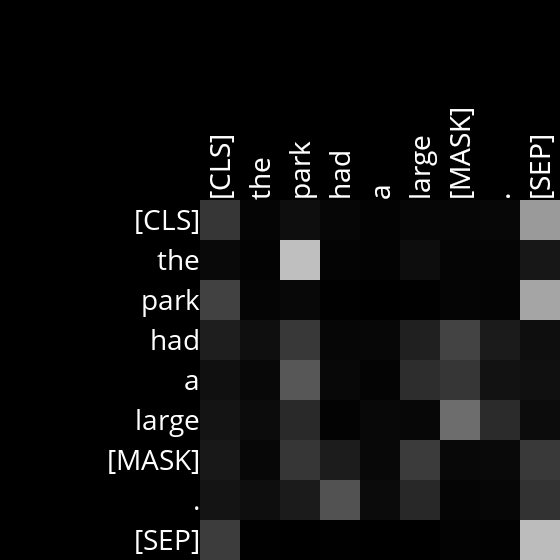 [CLS] the park had a large [MASK] . [SEP]
[CLS]
the
park
had
a
large
[MASK]
.
[SEP]